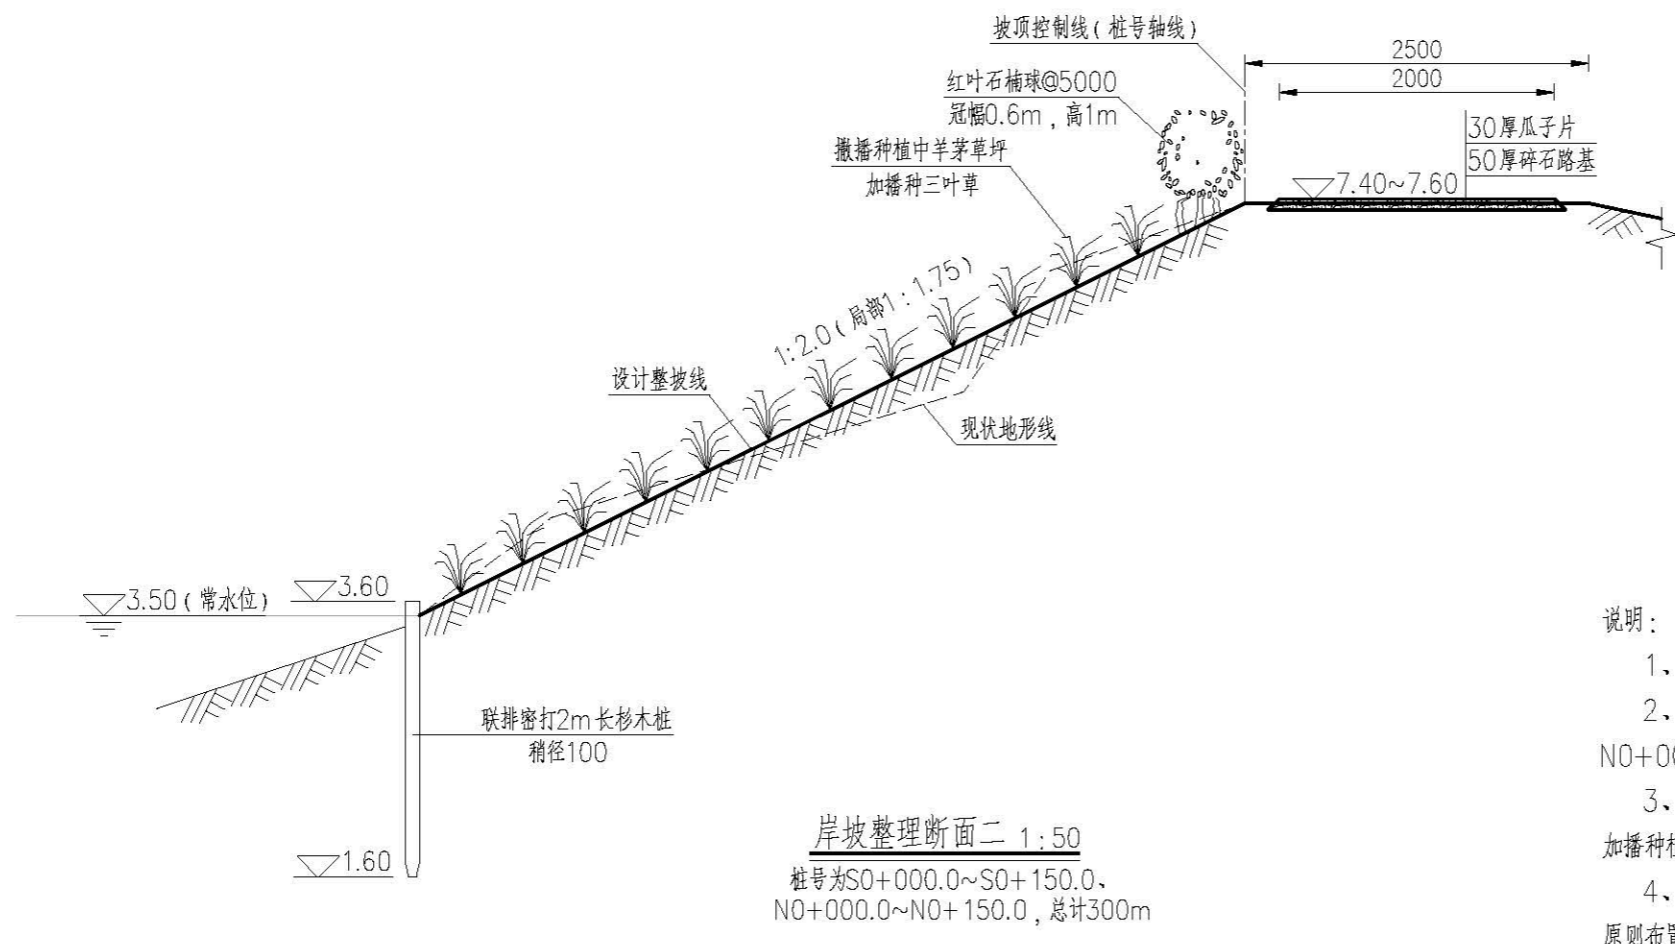 坡顶控制线（桩号轴线）
2500
2000
红叶石楠球@5000
冠幅0.6m，高1m
30厚瓜子片
50厚碎石路基
撒播种植中羊茅草坪
加播种三叶草
7.40~7.60
1:2.0（局部1:1.75）
设计整坡线
现状地形线
3.50（常水位）
3.60
联排密打2m长杉木桩
稍径100
1.60
岸坡整理断面二 1:50
桩号为S0+000.0~S0+150.0、
N0+000.0~N0+150.0，总计300m
说明：
1、
2、
N0+00
3、
加播种植
4、
原则布置